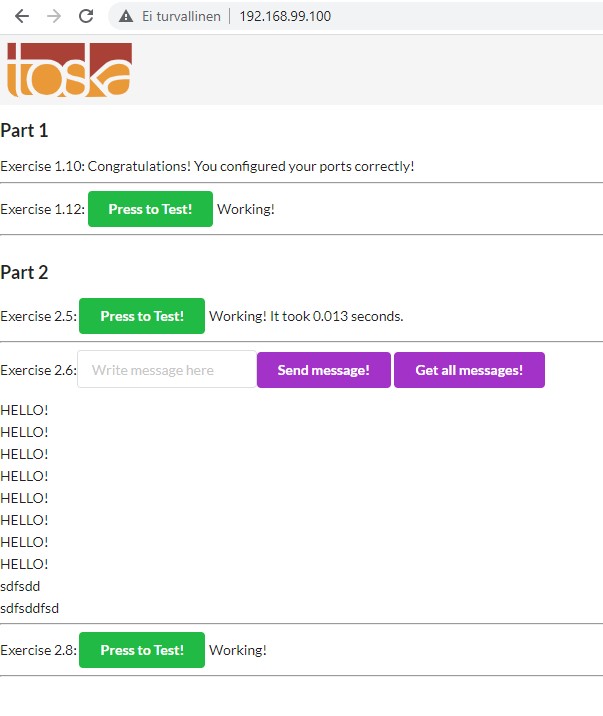 Ei turvallinen 192.168.99.100
toska
Part 1
Exercise 1.10: Congratulations! You configured your ports correctly!
Exercise 1.12: Press to Test! Working!
Part 2
Exercise 2.5: Press to Test! Working! It took 0.013 seconds.
Exercise 2.6: Write message here Send message! Get all messages!
HELLO!
HELLO!
HELLO!
HELLO!
HELLO!
HELLO!
HELLO!
HELLO!
sdfsdd
sdfsddfsd
Exercise 2.8: Press to Test! Working!